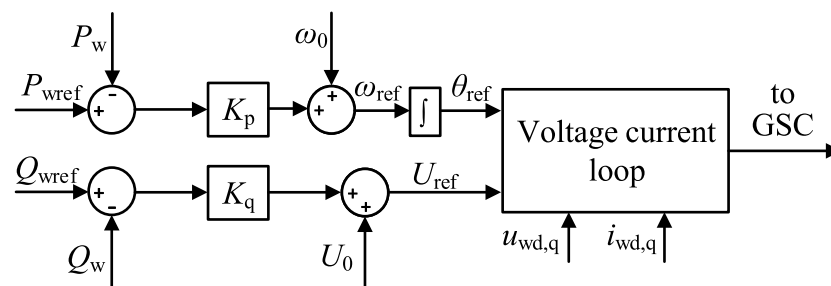 P_w
ω_0
P_wref
-
+
K_p
+
+
ω_ref
∫
θ_ref
Voltage current
loop
to
GSC
Q_wref
+
-
K_q
+
+
U_ref
Q_w
U_0
u_wd,q
i_wd,q